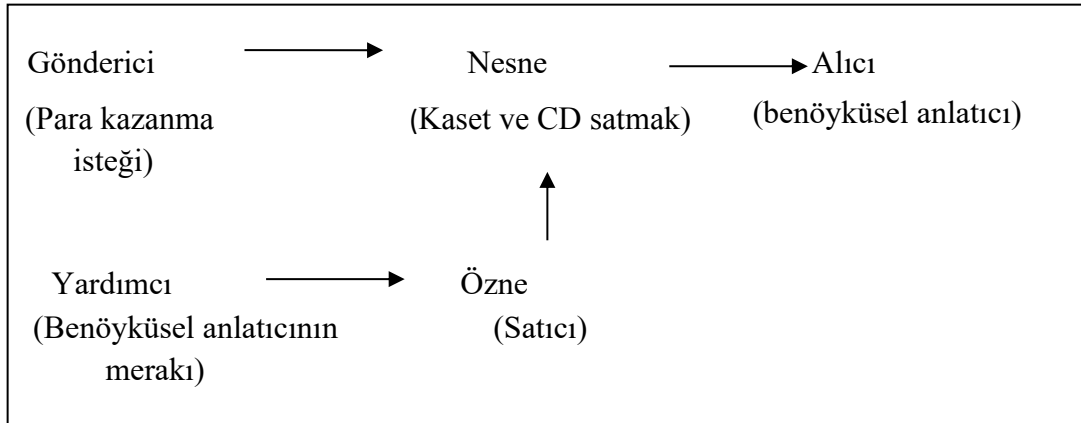 Gönderici Nesne Alıcı
(Para kazanma (Kaset ve CD satmak) (benöyküsel anlatıcı)
isteği)
Yardımcı Özne
(Benöyküsel anlatıcının (Satıcı)
merakı)